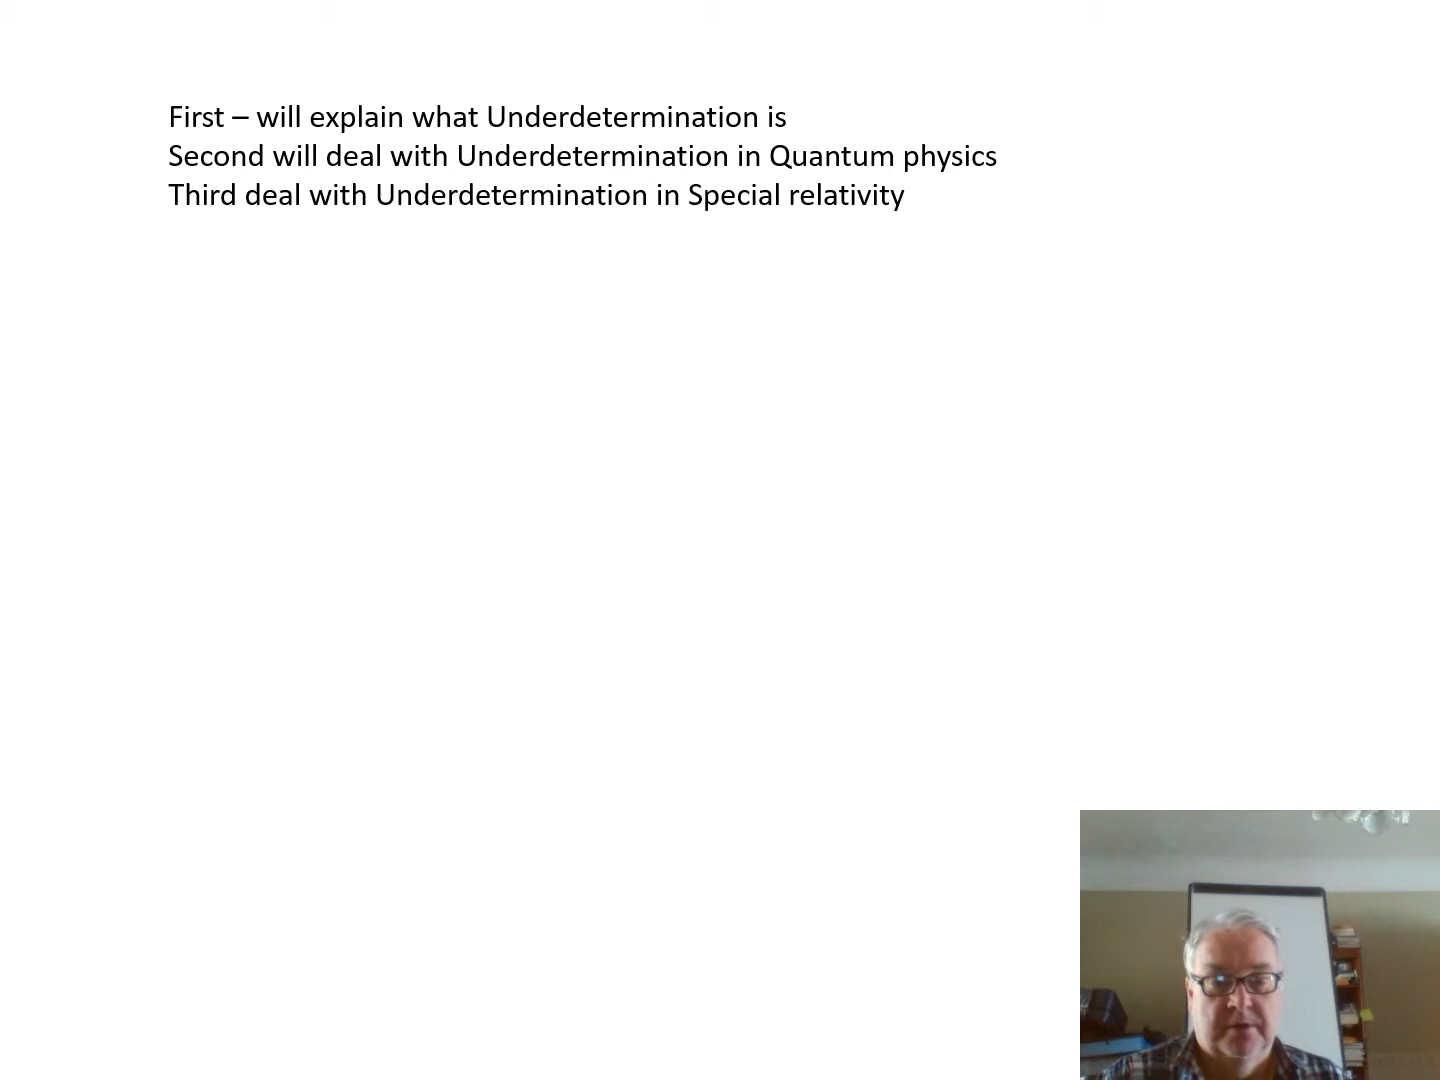 First – will explain what Underdetermination is
Second will deal with Underdetermination in Quantum physics
Third deal with Underdetermination in Special relativity